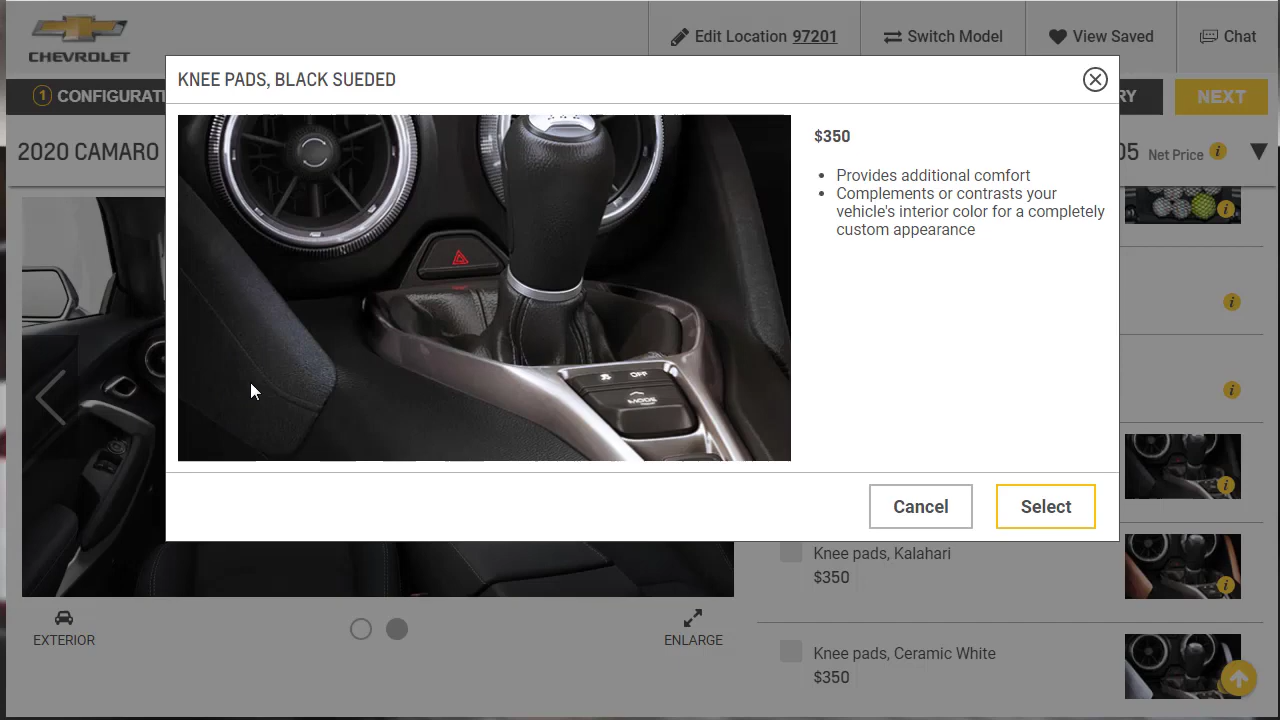 CHEVROLET
Edit Location 97201
Switch Model
View Saved
Chat
1 CONFIGURATI
RY
NEXT
2020 CAMARO
05 Net Price
KNEE PADS, BLACK SUEDED
$350
Provides additional comfort
Complements or contrasts your
vehicle's interior color for a completely
custom appearance
OFF
MODE
Cancel
Select
Knee pads, Kalahari
$350
Knee pads, Ceramic White
$350
EXTERIOR
ENLARGE